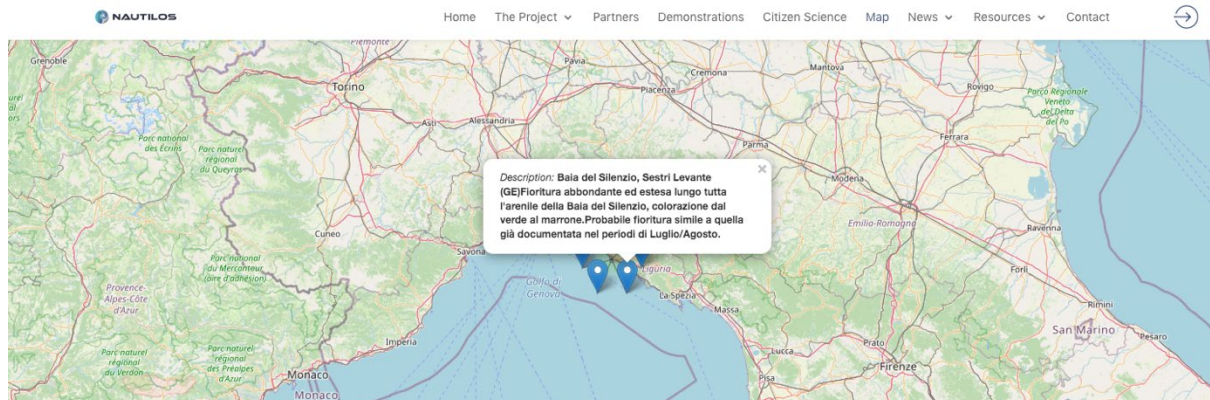 NAUTILOS
Home The Project Partners Demonstrations Citizen Science Map News Resources Contact
Grenoble
Piemonte
Torino
Pavia
Cremona
Mantova
Rovigo
Piacenza
Parco Regionale
Veneto
del Delta
del Po
Asti
Alessandria
Parc national
des Écrins
Parc naturel
régional
du Queyras
Ferrara
Parma
Description: Baia del Silenzio, Sestri Levante
(GE)Fioritura abbondante ed estesa lungo tutta
l'arenile della Baia del Silenzio, colorazione dal
verde al marrone.Probabile fioritura simile a quella
già documentata nel periodi di Luglio/Agosto.
×
Modena
Emilia-Romagna
Ravenna
Cuneo
Savona
Parc national
du Mercantour
(aire d'adhésion)
Liguria
Golfo di
Genova
Forlì
La Spezia
Massa
Provence-
Alpes-Côte
d'Azur
Rimini
Imperia
San Marino
Pesaro
Lucca
Prato
Parc naturel
régional
du Verdon
Parc naturel
régional
des Préalpes
d'Azur
Firenze
Pisa
Monaco
Monaco